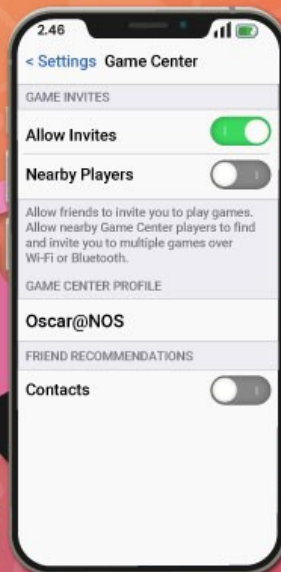 2.46
< Settings Game Center
GAME INVITES
Allow Invites
Nearby Players
Allow friends to invite you to play games.
Allow nearby Game Center players to find
and invite you to multiple games over
Wi-Fi or Bluetooth.
GAME CENTER PROFILE
Oscar@NOS
FRIEND RECOMMENDATIONS
Contacts